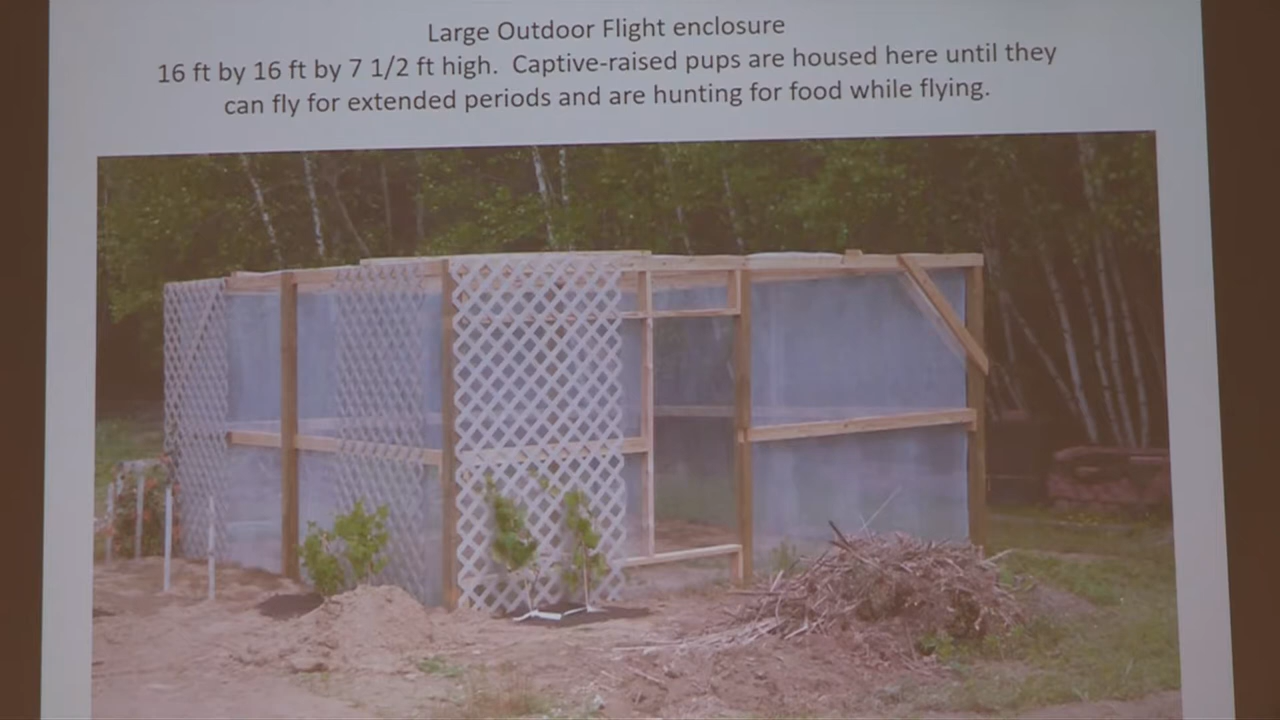 Large Outdoor Flight enclosure
16 ft by 16 ft by 7 1/2 ft high. Captive-raised pups are housed here until they
can fly for extended periods and are hunting for food while flying.